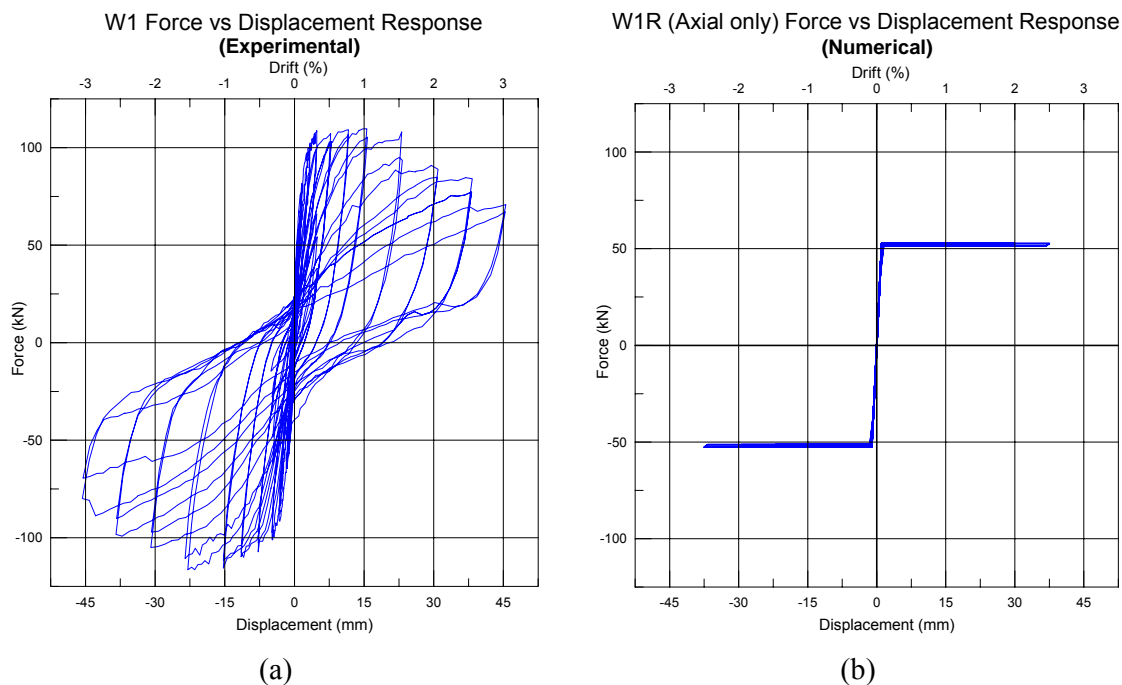 W1 Force vs Displacement Response
(Experimental)
Drift (%)
-3 -2 -1 0 1 2 3
100
50
0
-50
-100
Force (kN)
-45 -30 -15 0 15 30 45
Displacement (mm)
(a)
W1R (Axial only) Force vs Displacement Response
(Numerical)
Drift (%)
-3 -2 -1 0 1 2 3
100
50
0
-50
-100
Force (kN)
-45 -30 -15 0 15 30 45
Displacement (mm)
(b)